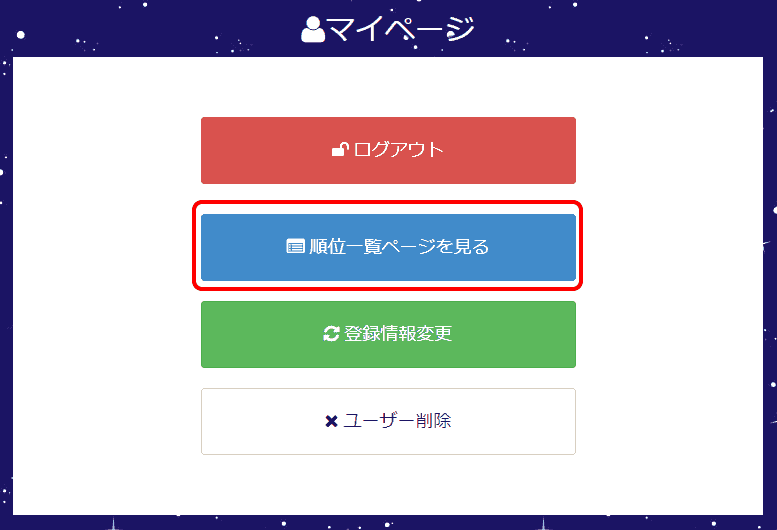 マイページ
ログアウト
順位一覧ページを見る
登録情報変更
ユーザー削除